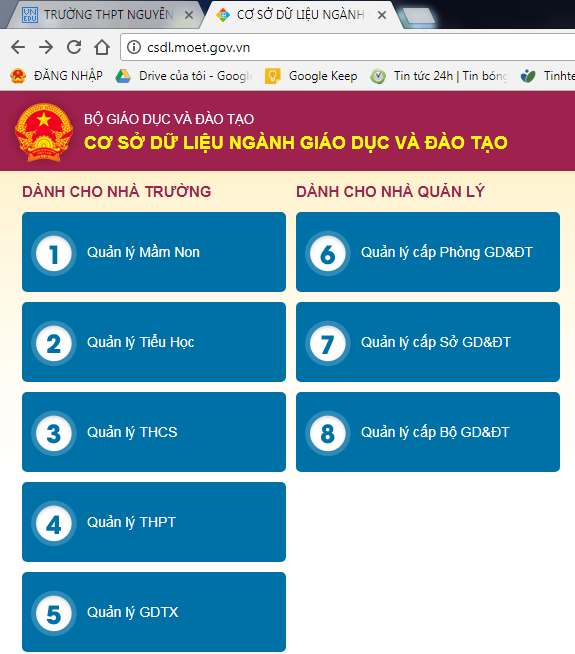 VN
EDU
TRƯỜNG THPT NGUYỄN
CƠ SỞ DỮ LIỆU NGÀNH
csdl.moet.gov.vn
ĐĂNG NHẬP
Drive của tôi - Googl
Google Keep
Tin tức 24h | Tin bóng
Tinhte
BỘ GIÁO DỤC VÀ ĐÀO TẠO
CƠ SỞ DỮ LIỆU NGÀNH GIÁO DỤC VÀ ĐÀO TẠO
DÀNH CHO NHÀ TRƯỜNG
1 Quản lý Mầm Non
2 Quản lý Tiểu Học
3 Quản lý THCS
4 Quản lý THPT
5 Quản lý GDTX
DÀNH CHO NHÀ QUẢN LÝ
6 Quản lý cấp Phòng GD&ĐT
7 Quản lý cấp Sở GD&ĐT
8 Quản lý cấp Bộ GD&ĐT